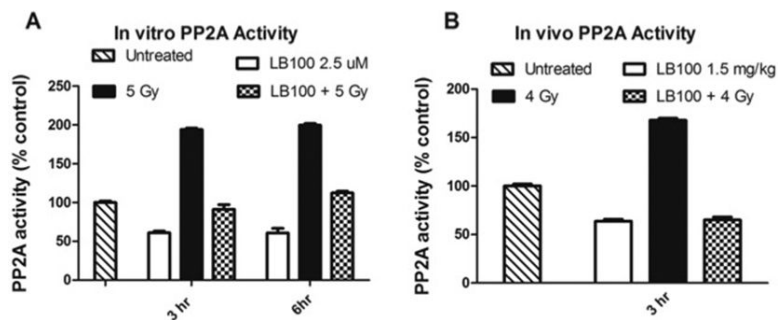 A
In vitro PP2A Activity
Untreated
LB100 2.5 uM
5 Gy
LB100 + 5 Gy
PP2A activity (% control)
250
200
150
100
50
0
3 hr
6hr
B
In vivo PP2A Activity
Untreated
LB100 1.5 mg/kg
4 Gy
LB100 + 4 Gy
PP2A activity (% control)
200
150
100
50
0
3 hr